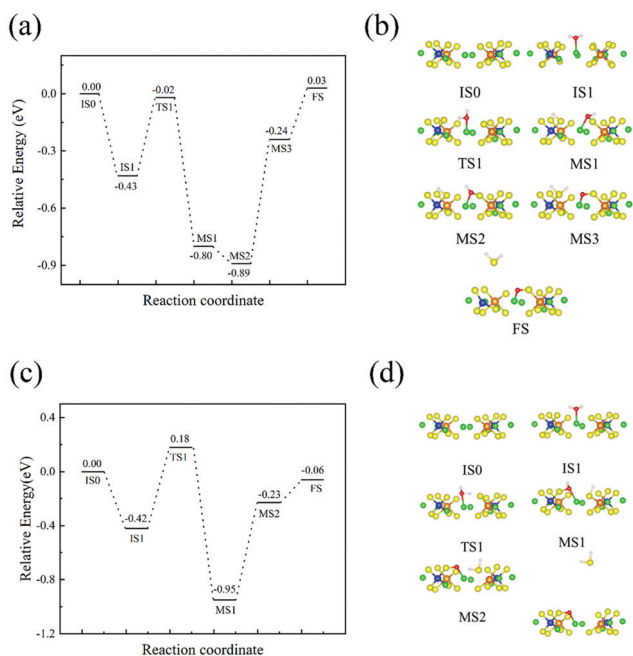 (a)
Relative Energy (eV)
0.0
-0.3
-0.6
-0.9
0.00
IS0
IS1
-0.43
-0.02
TS1
MS1
-0.80
MS2
-0.89
-0.24
MS3
0.03
FS
Reaction coordinate
(b)
IS0 IS1
TS1 MS1
MS2 MS3
FS
(c)
Relative Energy(eV)
0.4
0.0
-0.4
-0.8
-1.2
0.00
IS0
-0.42
IS1
0.18
TS1
-0.95
MS1
-0.23
MS2
-0.06
FS
Reaction coordinate
(d)
IS0 IS1
TS1 MS1
MS2